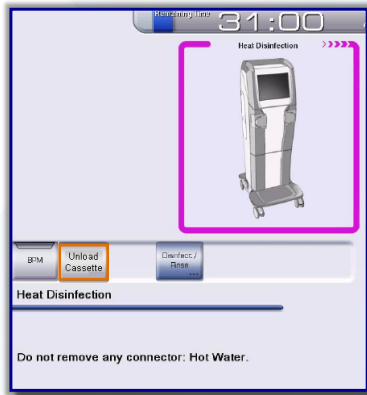 Remaining Time
31:00
Heat Disinfection
BPM
Unload
Cassette
Disinfect /
Rinse
...
Heat Disinfection
Do not remove any connector: Hot Water.